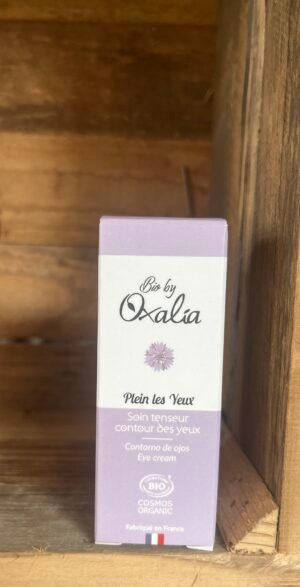 Bio by
Oxalia
Plein les Yeux
Soin tenseur
contour des yeux
Contorno de ojos
Eye cream
BIO
COSMOS
ORGANIC
Fabriqué en France